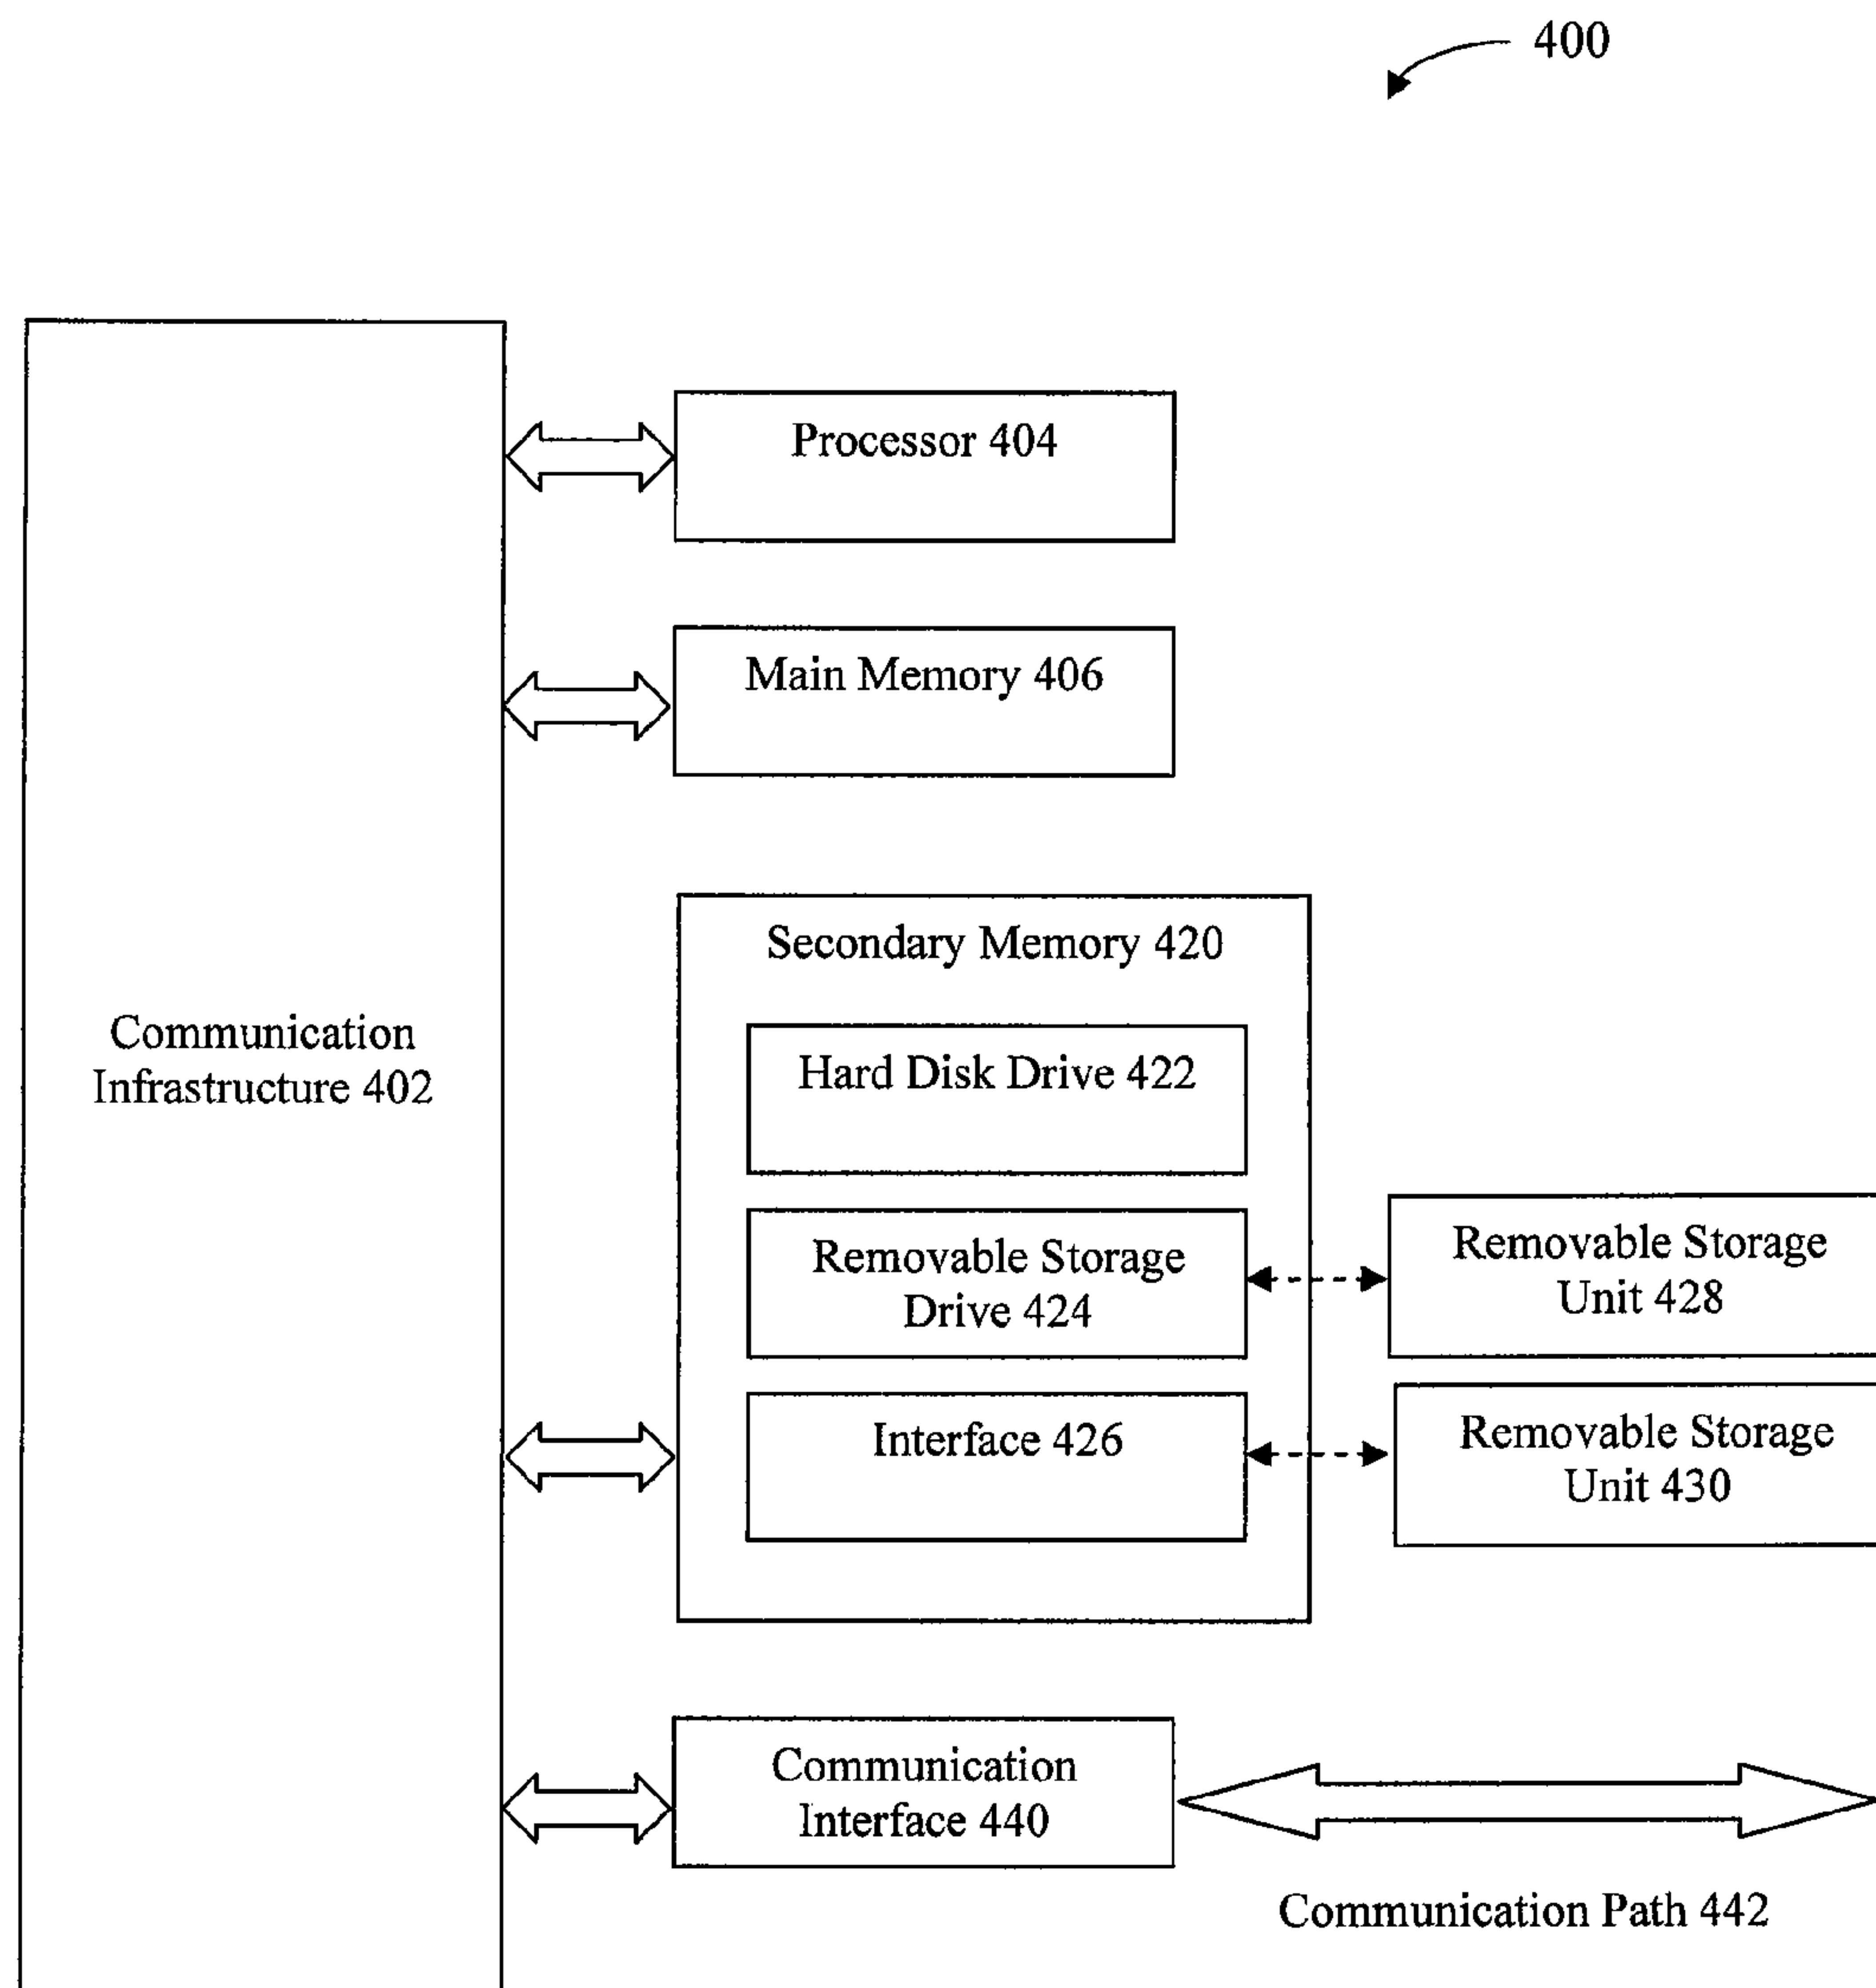 400
Processor 404
Main Memory 406
Secondary Memory 420
Communication
Infrastructure 402
Hard Disk Drive 422
Removable Storage
Drive 424
Removable Storage
Unit 428
Interface 426
Removable Storage
Unit 430
Communication
Interface 440
Communication Path 442